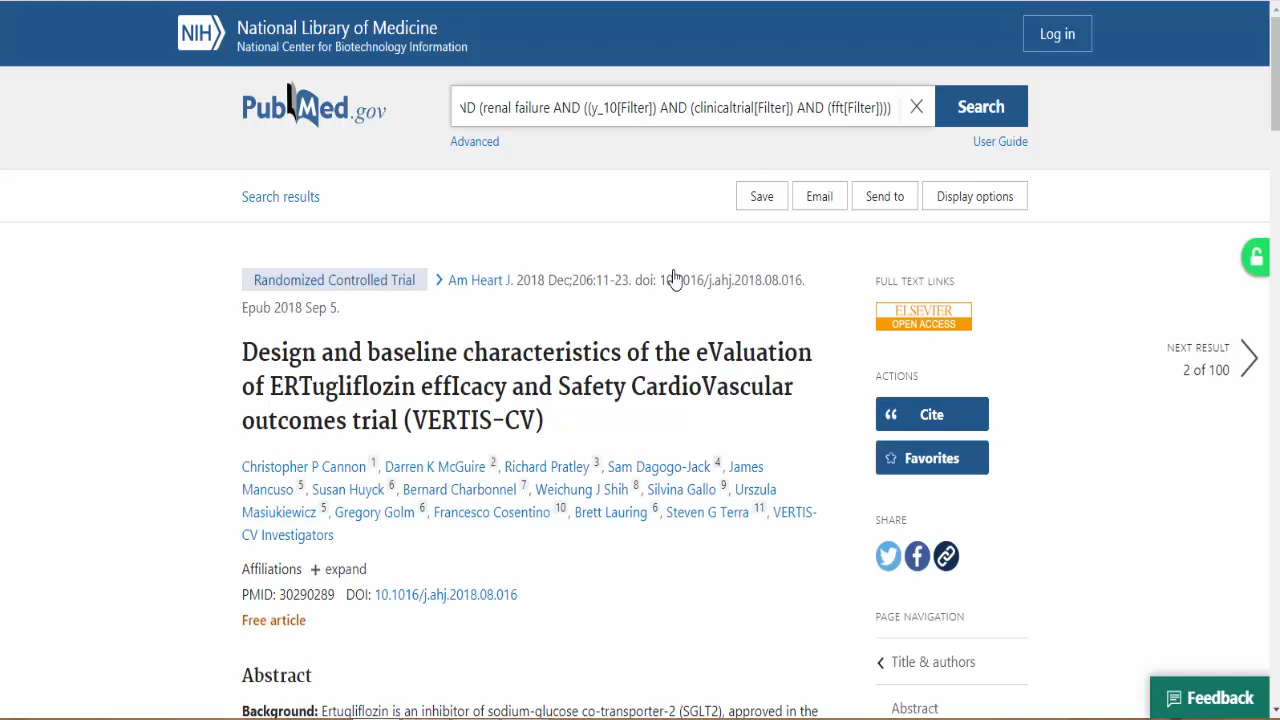 NIH
National Library of Medicine
National Center for Biotechnology Information
Log in
PubMed.gov
ND (renal failure AND ((y_10[Filter]) AND (clinicaltrial[Filter]) AND (fft[Filter])))
Search
Advanced
User Guide
Search results
Save
Email
Send to
Display options
Randomized Controlled Trial
Am Heart J. 2018 Dec;206:11-23. doi: 10.1016/j.ahj.2018.08.016.
Epub 2018 Sep 5.
Design and baseline characteristics of the eValuation
of ERTugliflozin effIcacy and Safety CardioVascular
outcomes trial (VERTIS-CV)
Christopher P Cannon 1, Darren K McGuire 2, Richard Pratley 3, Sam Dagogo-Jack 4, James
Mancuso 5, Susan Huyck 6, Bernard Charbonnel 7, Weichung J Shih 8, Silvina Gallo 9, Urszula
Masiukiewicz 5, Gregory Golm 6, Francesco Cosentino 10, Brett Lauring 6, Steven G Terra 11, VERTIS-
CV Investigators
Affiliations + expand
PMID: 30290289 DOI: 10.1016/j.ahj.2018.08.016
Free article
Abstract
Background: Ertugliflozin is an inhibitor of sodium-glucose co-transporter-2 (SGLT2), approved in the
FULL TEXT LINKS
ELSEVIER
OPEN ACCESS
ACTIONS
Cite
Favorites
SHARE
PAGE NAVIGATION
Title & authors
Abstract
NEXT RESULT
2 of 100
Feedback